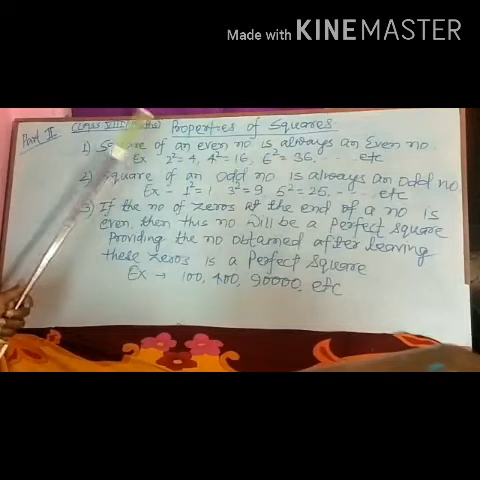 Made with KINEMASTER
Part II
CLASS VIII (Maths) Properties of Squares
1) Square of an even no is always an Even no.
Ex 2²= 4, 4²= 16, 6²= 36, - - - etc
2) Square of an odd no is always an odd no
Ex - 1²= 1 3²= 9, 5²= 25, - - - etc
3) If the no of zeros at the end of a no is
even, then this no will be a Perfect Square
Providing the no obtained after leaving
these zeros is a Perfect Square
Ex → 100, 400, 90000, etc